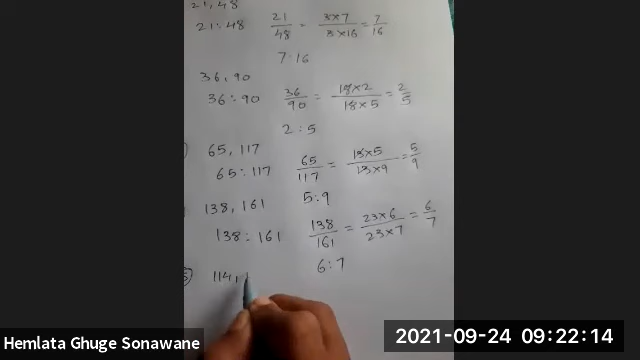 21, 48
21:48 21/48 = 3×7/3×16 = 7/16
7:16
36, 90
36:90 36/90 = 18×2/18×5 = 2/5
2:5
65, 117
65:117 65/117 = 13×5/13×9 = 5/9
5:9
138, 161
138:161 138/161 = 23×6/23×7 = 6/7
6:7
114,
Hemlata Ghuge Sonawane
2021-09-24 09:22:14